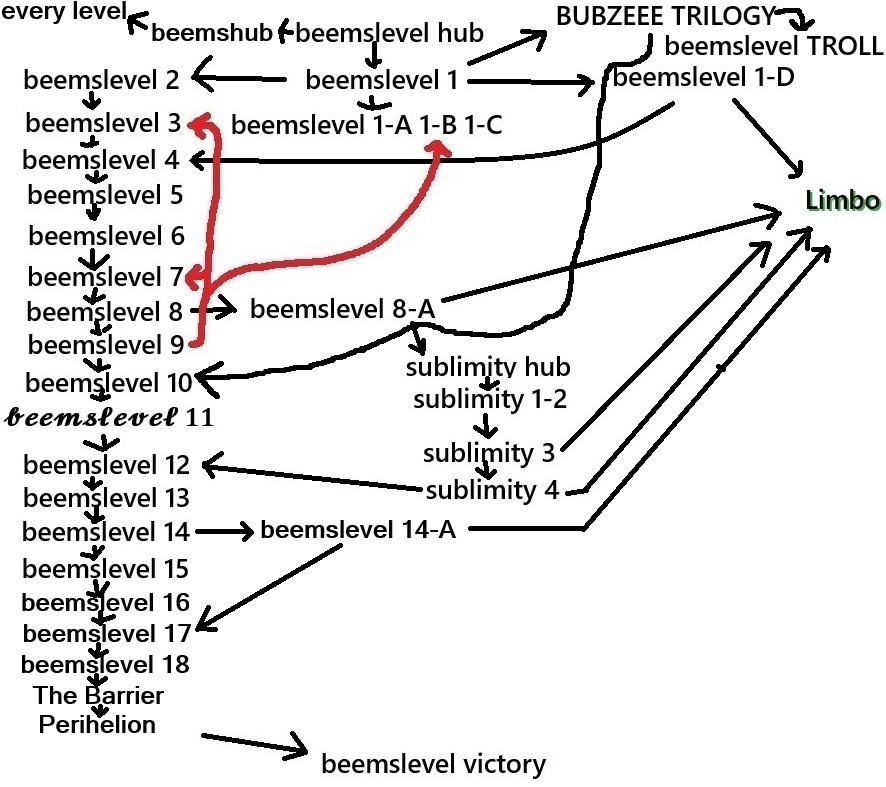 every level
BUBZEEE TRILOGY
beemshub
beemslevel hub
beemslevel TROLL
beemslevel 2
beemslevel 1
beemslevel 1-D
beemslevel 3
beemslevel 1-A 1-B 1-C
beemslevel 4
beemslevel 5
Limbo
beemslevel 6
beemslevel 7
beemslevel 8
beemslevel 8-A
beemslevel 9
sublimity hub
beemslevel 10
sublimity 1-2
𝓫𝓮𝓮𝓶𝓼𝓵𝓮𝓿𝓮𝓵 11
sublimity 3
beemslevel 12
sublimity 4
beemslevel 13
beemslevel 14
beemslevel 14-A
beemslevel 15
beemslevel 16
beemslevel 17
beemslevel 18
The Barrier
Perihelion
beemslevel victory